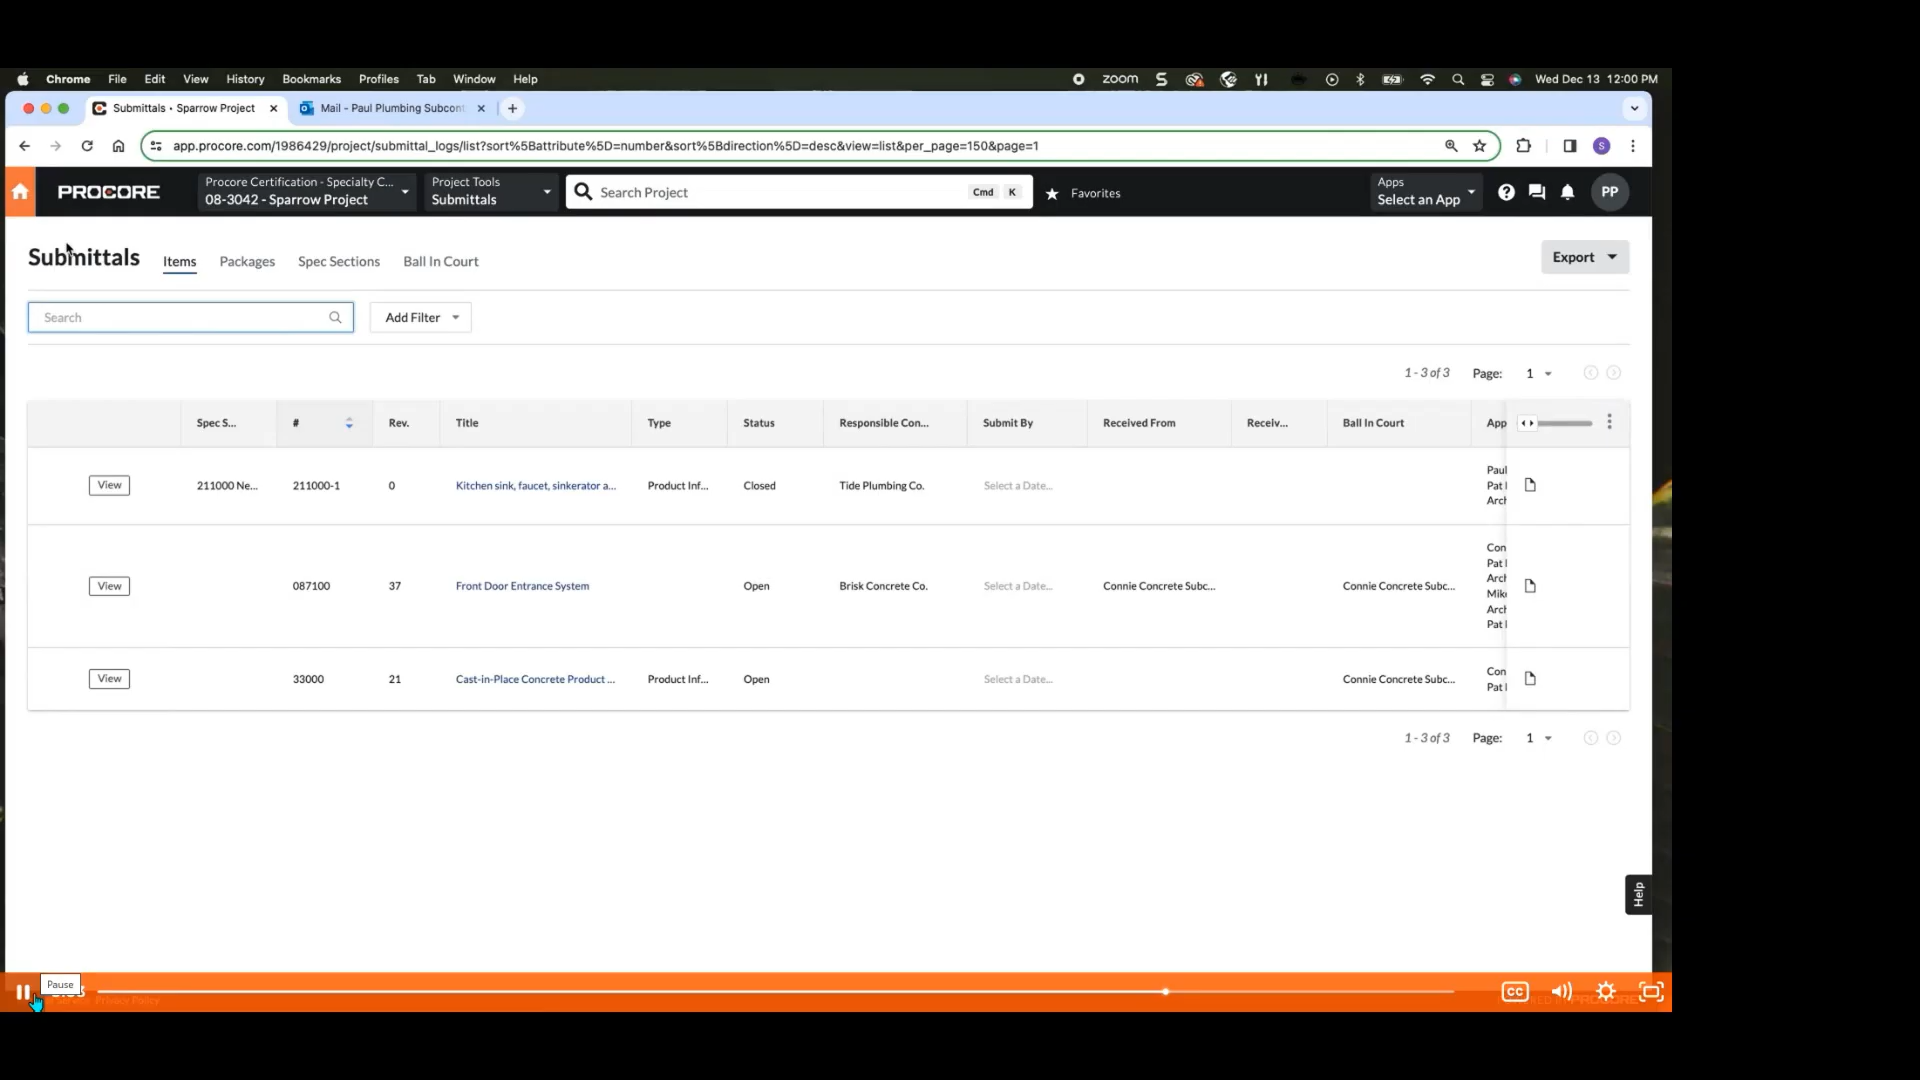 Chrome File Edit View History Bookmarks Profiles Tab Window Help zoom Wed Dec 13 12:00 PM
Submittals • Sparrow Project Mail - Paul Plumbing Subcont
app.procore.com/1986429/project/submittal_logs/list?sort%5Battribute%5D=number&sort%5Bdirection%5D=desc&view=list&per_page=150&page=1 S
PROCORE
Procore Certification - Specialty C...
08-3042 - Sparrow Project
Project Tools
Submittals
Search Project Cmd K
Favorites
Apps
Select an App
PP
Submittals Items Packages Spec Sections Ball In Court Export
Search Add Filter
1 - 3 of 3 Page: 1
Spec S... # Rev. Title Type Status Responsible Con... Submit By Received From Receiv... Ball In Court App
View 211000 Ne... 211000-1 0 Kitchen sink, faucet, sinkerator a... Product Inf... Closed Tide Plumbing Co. Select a Date...
Paul
Pat
Arch
View 087100 37 Front Door Entrance System Open Brisk Concrete Co. Select a Date... Connie Concrete Subc... Connie Concrete Subc...
Con
Pat
Arch
Mike
Arch
Pat
View 33000 21 Cast-in-Place Concrete Product ... Product Inf... Open Select a Date... Connie Concrete Subc...
Con
Pat
1 - 3 of 3 Page: 1
Help
Pause
Privacy Policy
CC